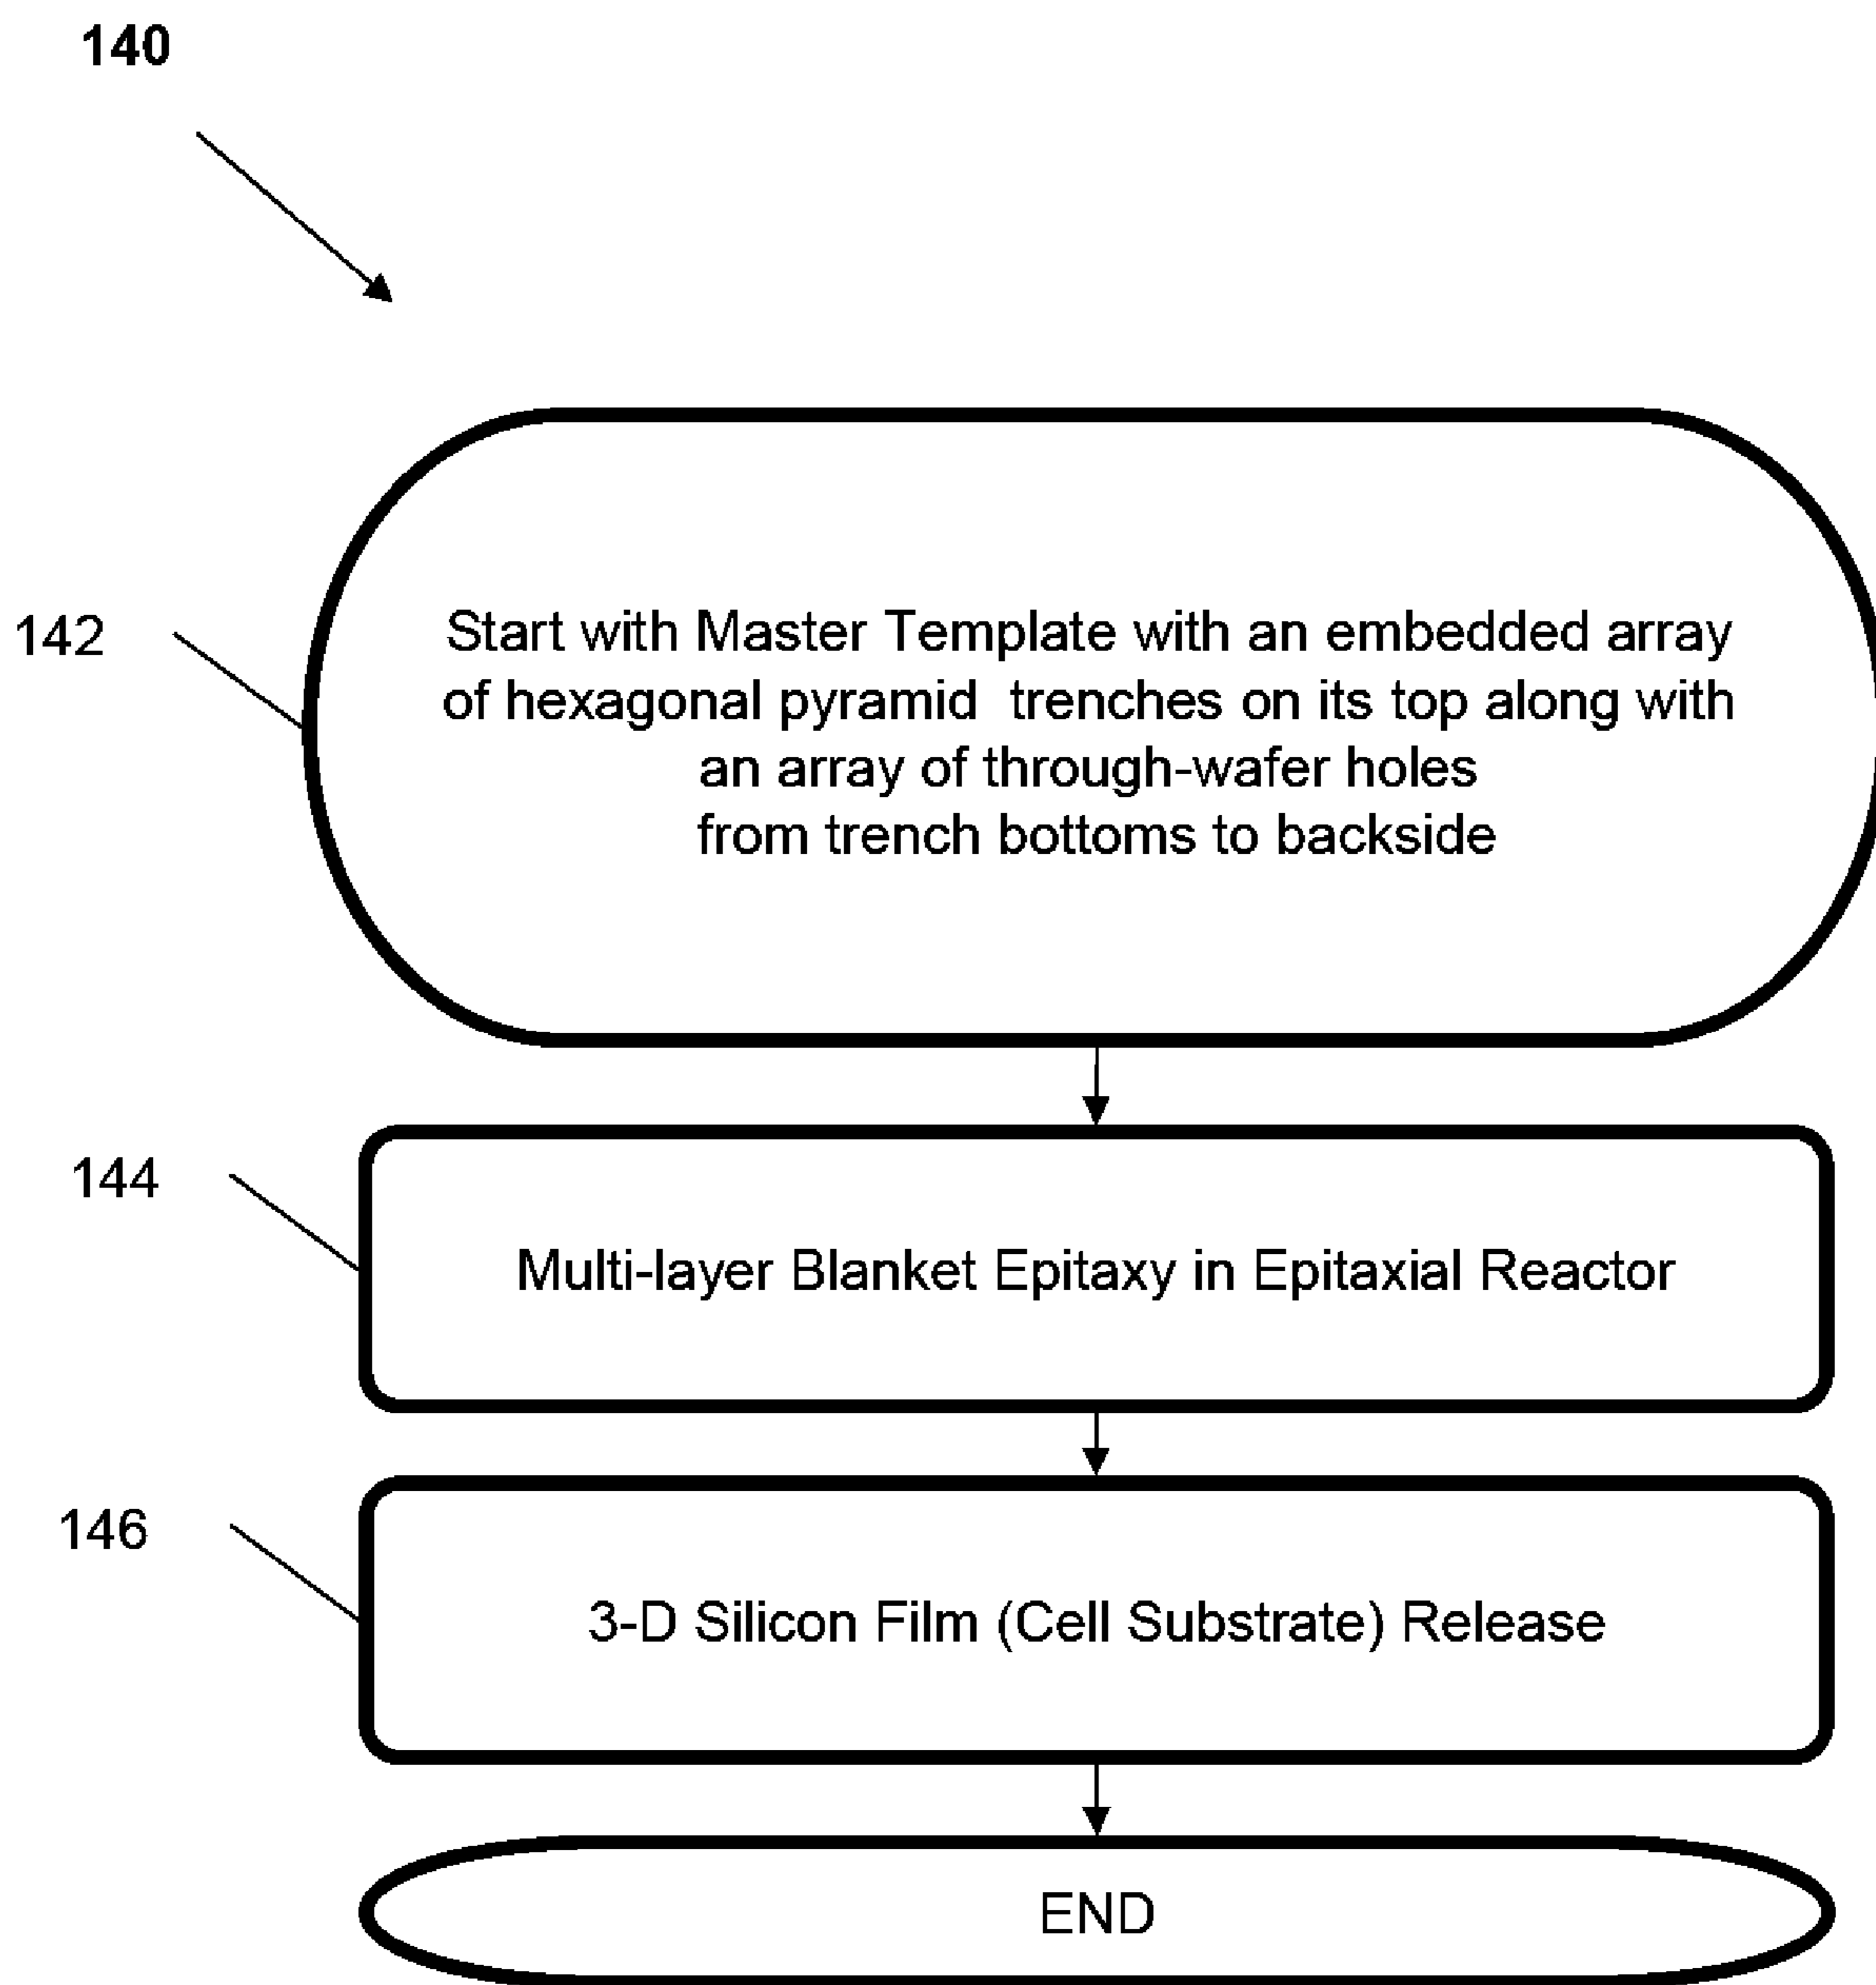 140
142
Start with Master Template with an embedded array
of hexagonal pyramid trenches on its top along with
an array of through-wafer holes
from trench bottoms to backside
144
Multi-layer Blanket Epitaxy in Epitaxial Reactor
146
3-D Silicon Film (Cell Substrate) Release
END